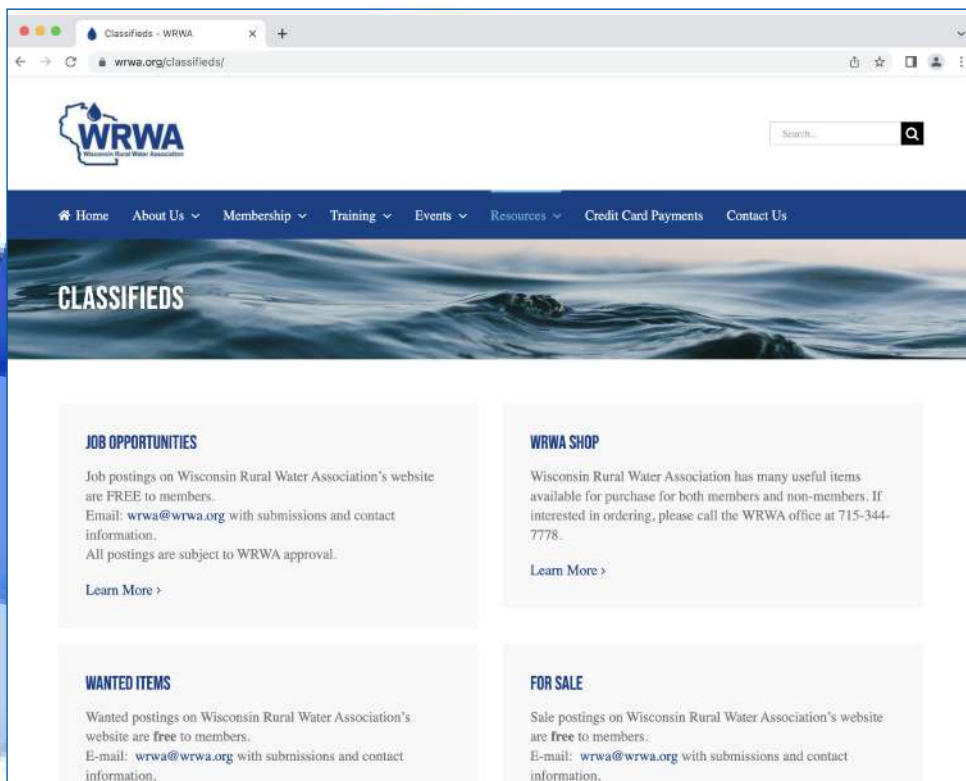 Classifieds - WRWA
wrwa.org/classifieds/
WRWA
Wisconsin Rural Water Association
Search...
Home About Us Membership Training Events Resources Credit Card Payments Contact Us
CLASSIFIEDS
JOB OPPORTUNITIES
Job postings on Wisconsin Rural Water Association's website
are FREE to members.
Email: wrwa@wrwa.org with submissions and contact
information.
All postings are subject to WRWA approval.
Learn More >
WRWA SHOP
Wisconsin Rural Water Association has many useful items
available for purchase for both members and non-members. If
interested in ordering, please call the WRWA office at 715-344-
7778.
Learn More >
WANTED ITEMS
Wanted postings on Wisconsin Rural Water Association's
website are free to members.
E-mail: wrwa@wrwa.org with submissions and contact
information.
FOR SALE
Sale postings on Wisconsin Rural Water Association's website
are free to members.
E-mail: wrwa@wrwa.org with submissions and contact
information.